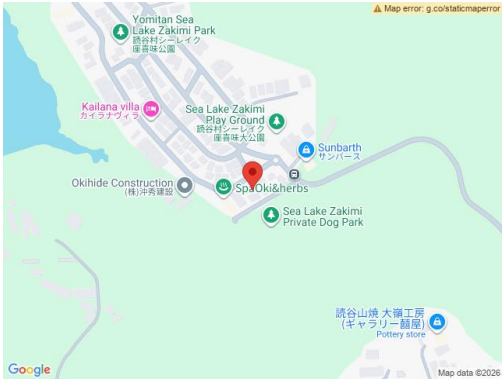 Map error: g.co/staticmaperror
Yomitan Sea
Lake Zakimi Park
読谷村シーレイク
座喜味公園
Kailana villa
カイラナヴィラ
Sea Lake Zakimi
Play Ground
読谷村シーレイク
座喜味大公園
Sunbarth
サンバース
Okihide Construction
(株)沖秀建設
SpaOki&herbs
Sea Lake Zakimi
Private Dog Park
読谷山焼 大嶺工房
(ギャラリー囍屋)
Pottery store
Google
Map data ©2026